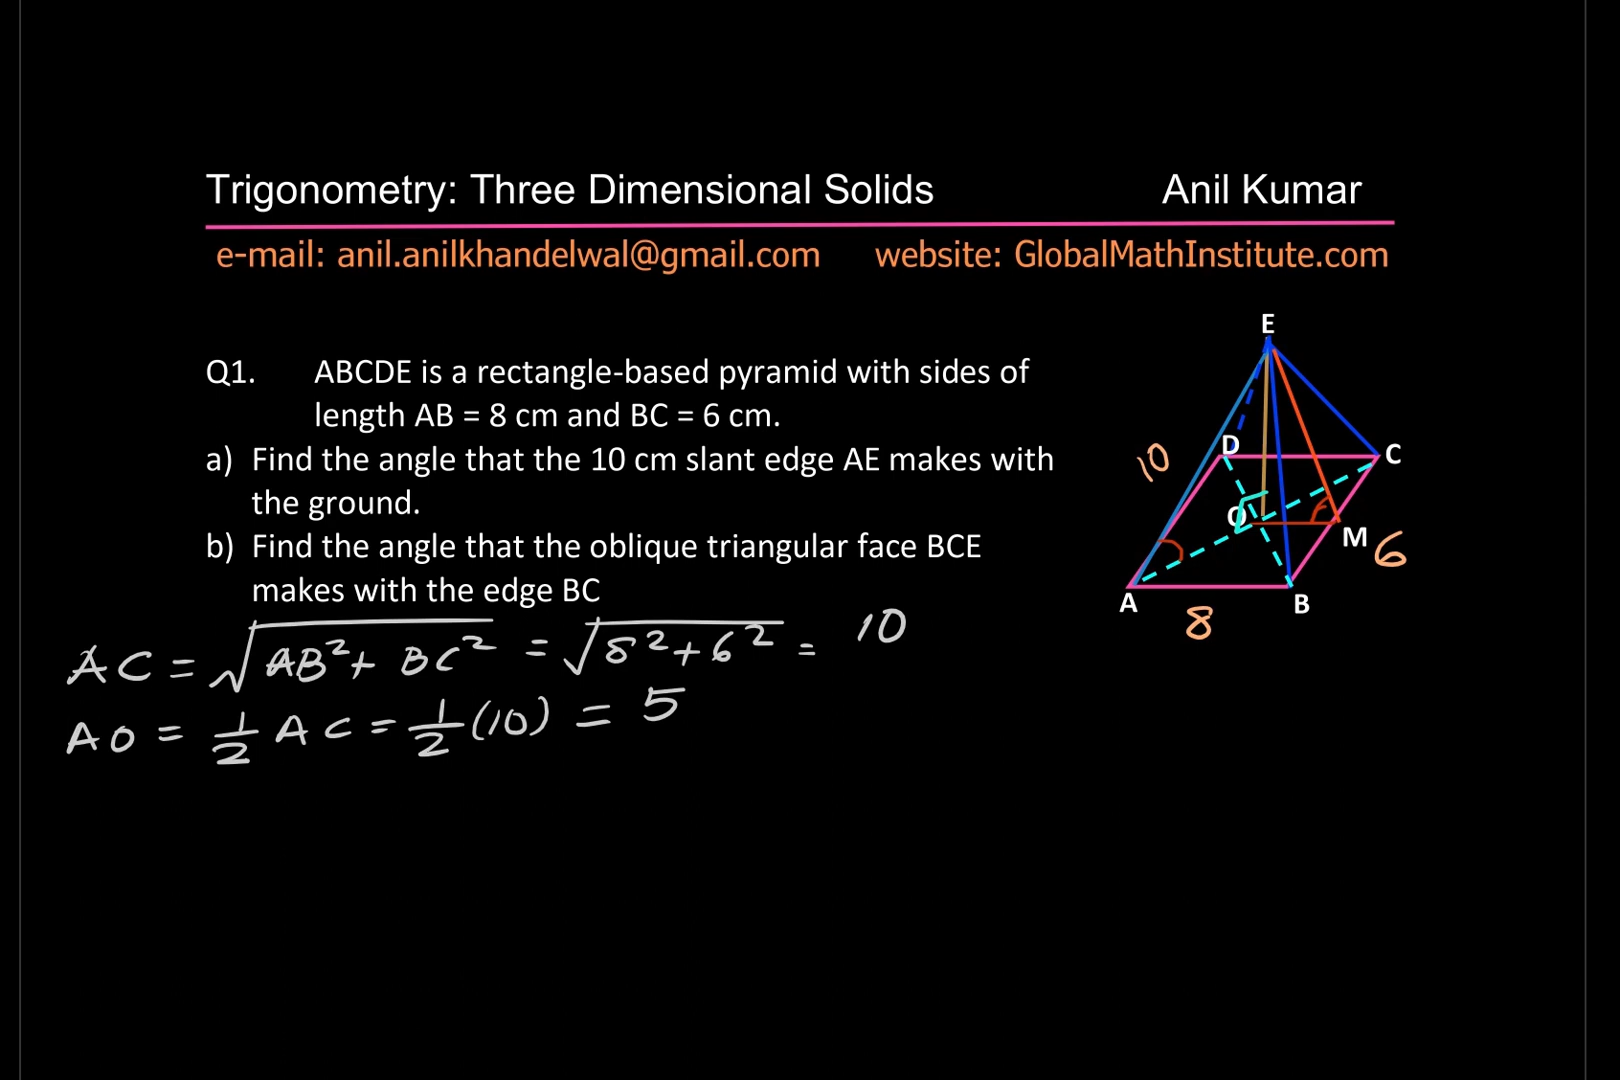 Trigonometry: Three Dimensional Solids Anil Kumar
e-mail: anil.anilkhandelwal@gmail.com website: GlobalMathInstitute.com
Q1. ABCDE is a rectangle-based pyramid with sides of
length AB = 8 cm and BC = 6 cm.
a) Find the angle that the 10 cm slant edge AE makes with
the ground.
b) Find the angle that the oblique triangular face BCE
makes with the edge BC
AC = √(AB²+ BC²) = √(8²+6²) = 10
AO = 1/2 AC = 1/2 (10) = 5
E
D
C
10
O
M
6
A
B
8